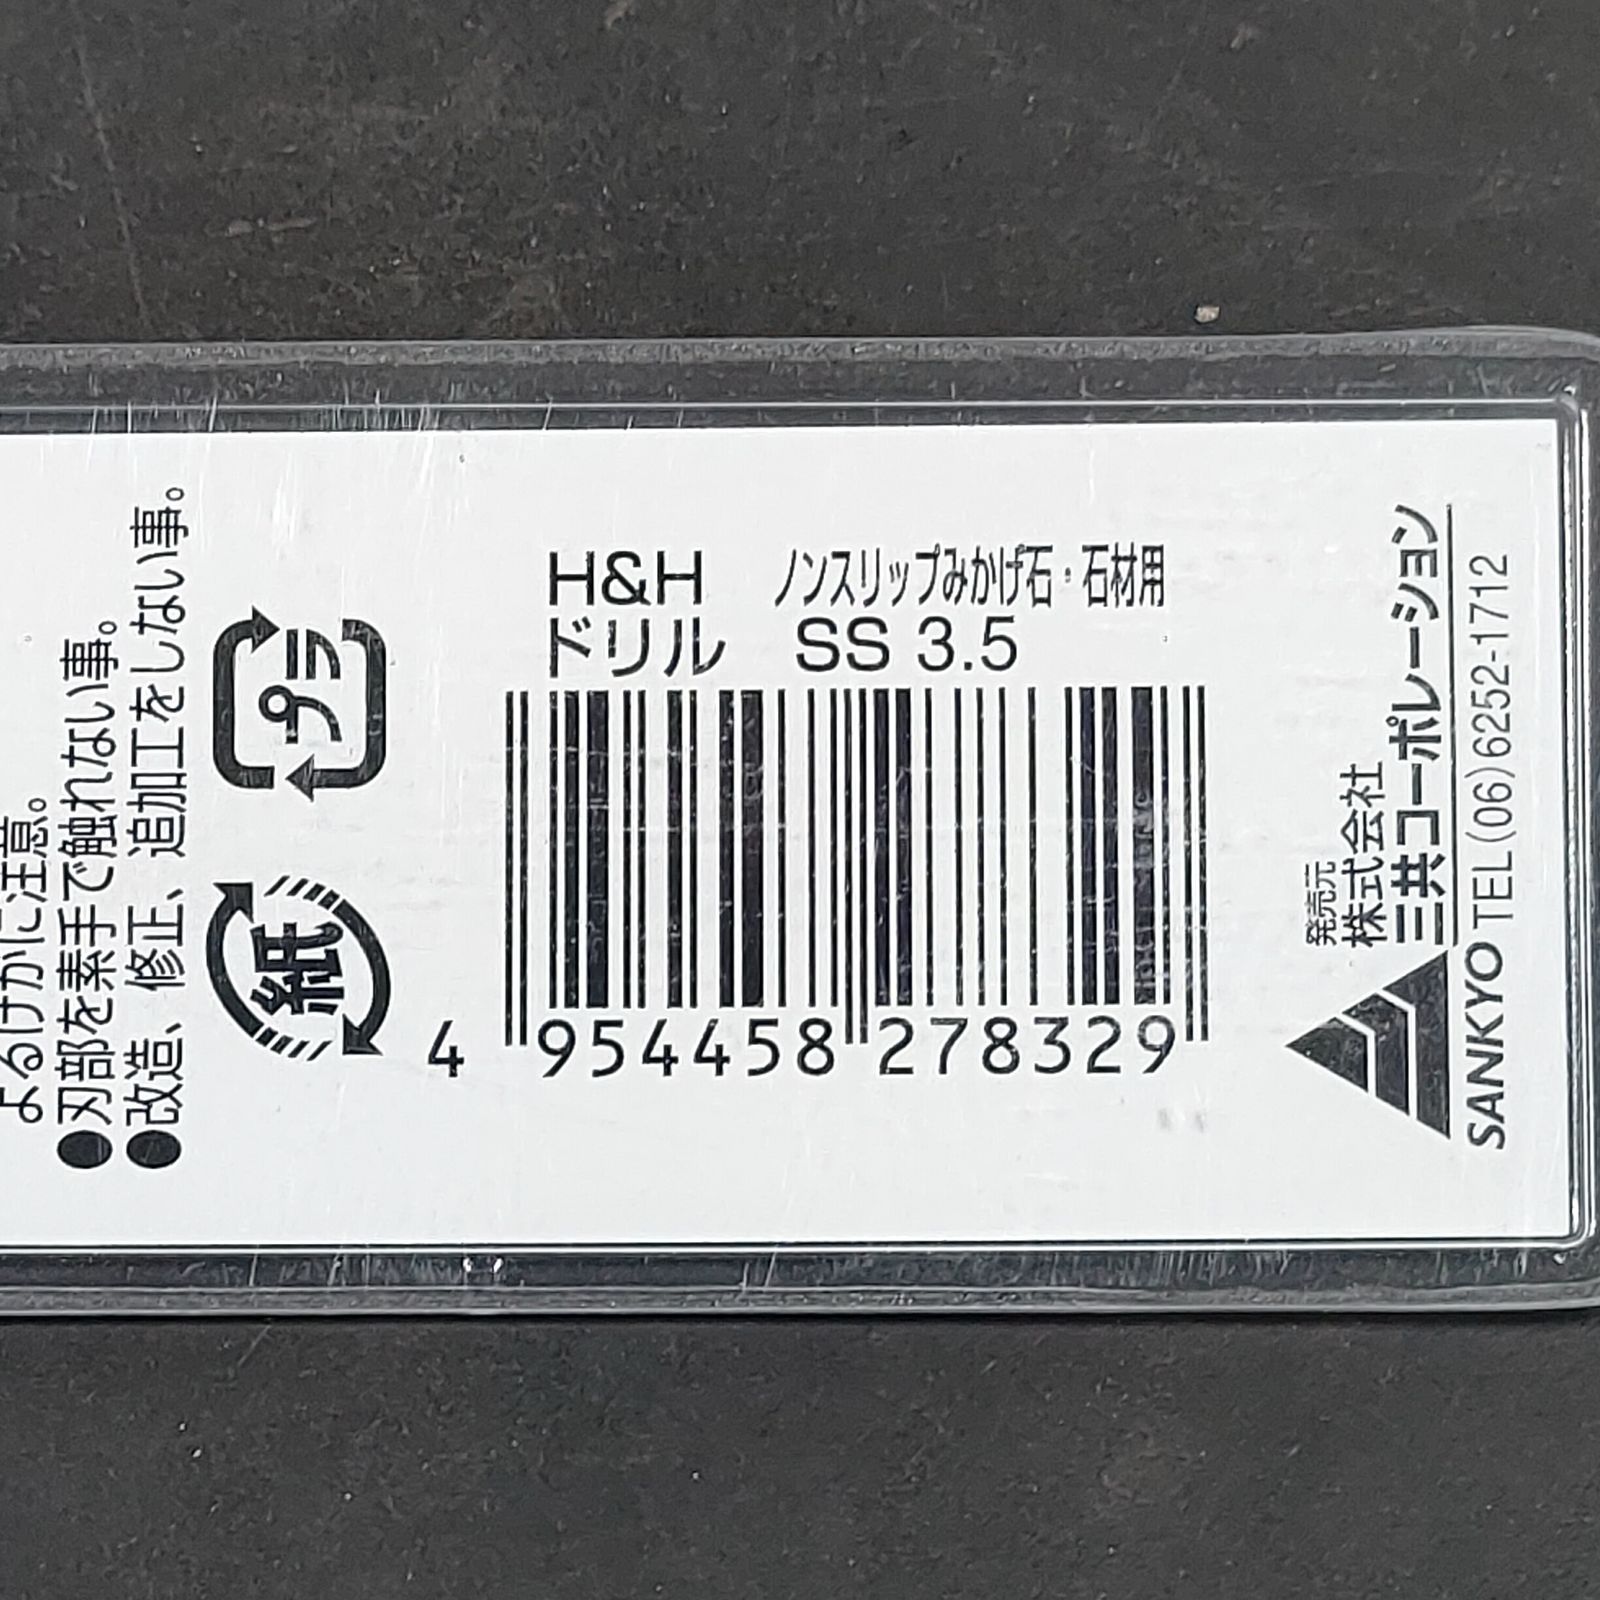 よるけがに注意。
●刃部を素手で触れない事。
●改造、修正、追加工をしない事。
プラ
紙
H&H ノンスリップみかげ石・石材用
ドリル SS 3.5
4 954458 278329
発売元
株式会社
三共コーポレーション
SANKYO TEL(06)6252-1712